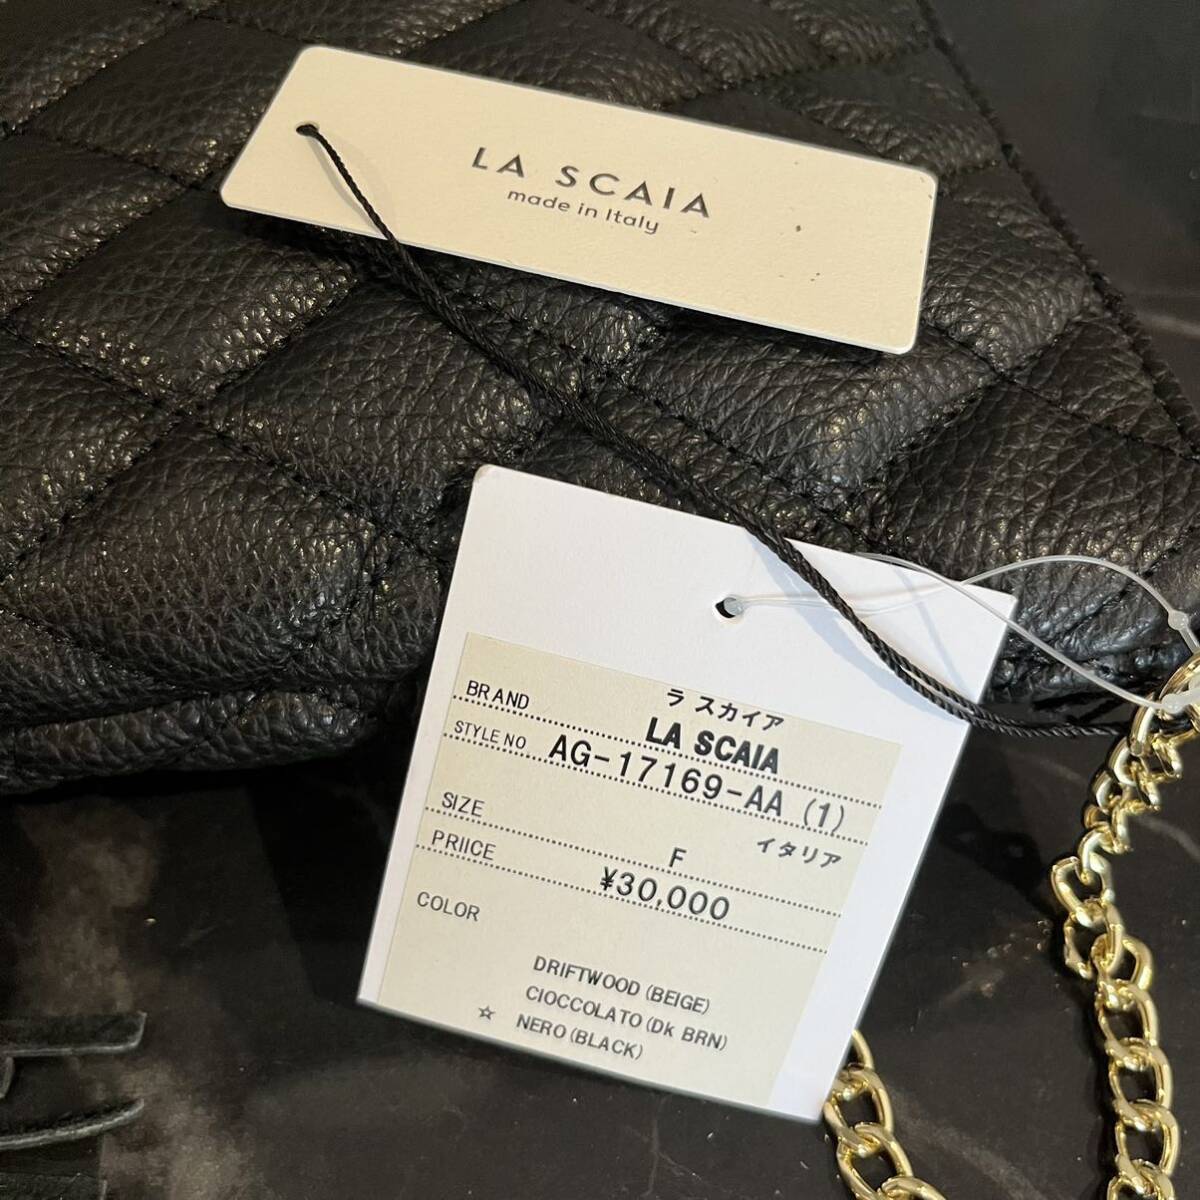 LA SCAIA
made in Italy
BRAND ラ スカイア
LA SCAIA
STYLE NO AG-17169-AA (1)
イタリア
SIZE F
PRIICE ¥30,000
COLOR
DRIFTWOOD (BEIGE)
CIOCCOLATO (DK BRN)
☆ NERO (BLACK)